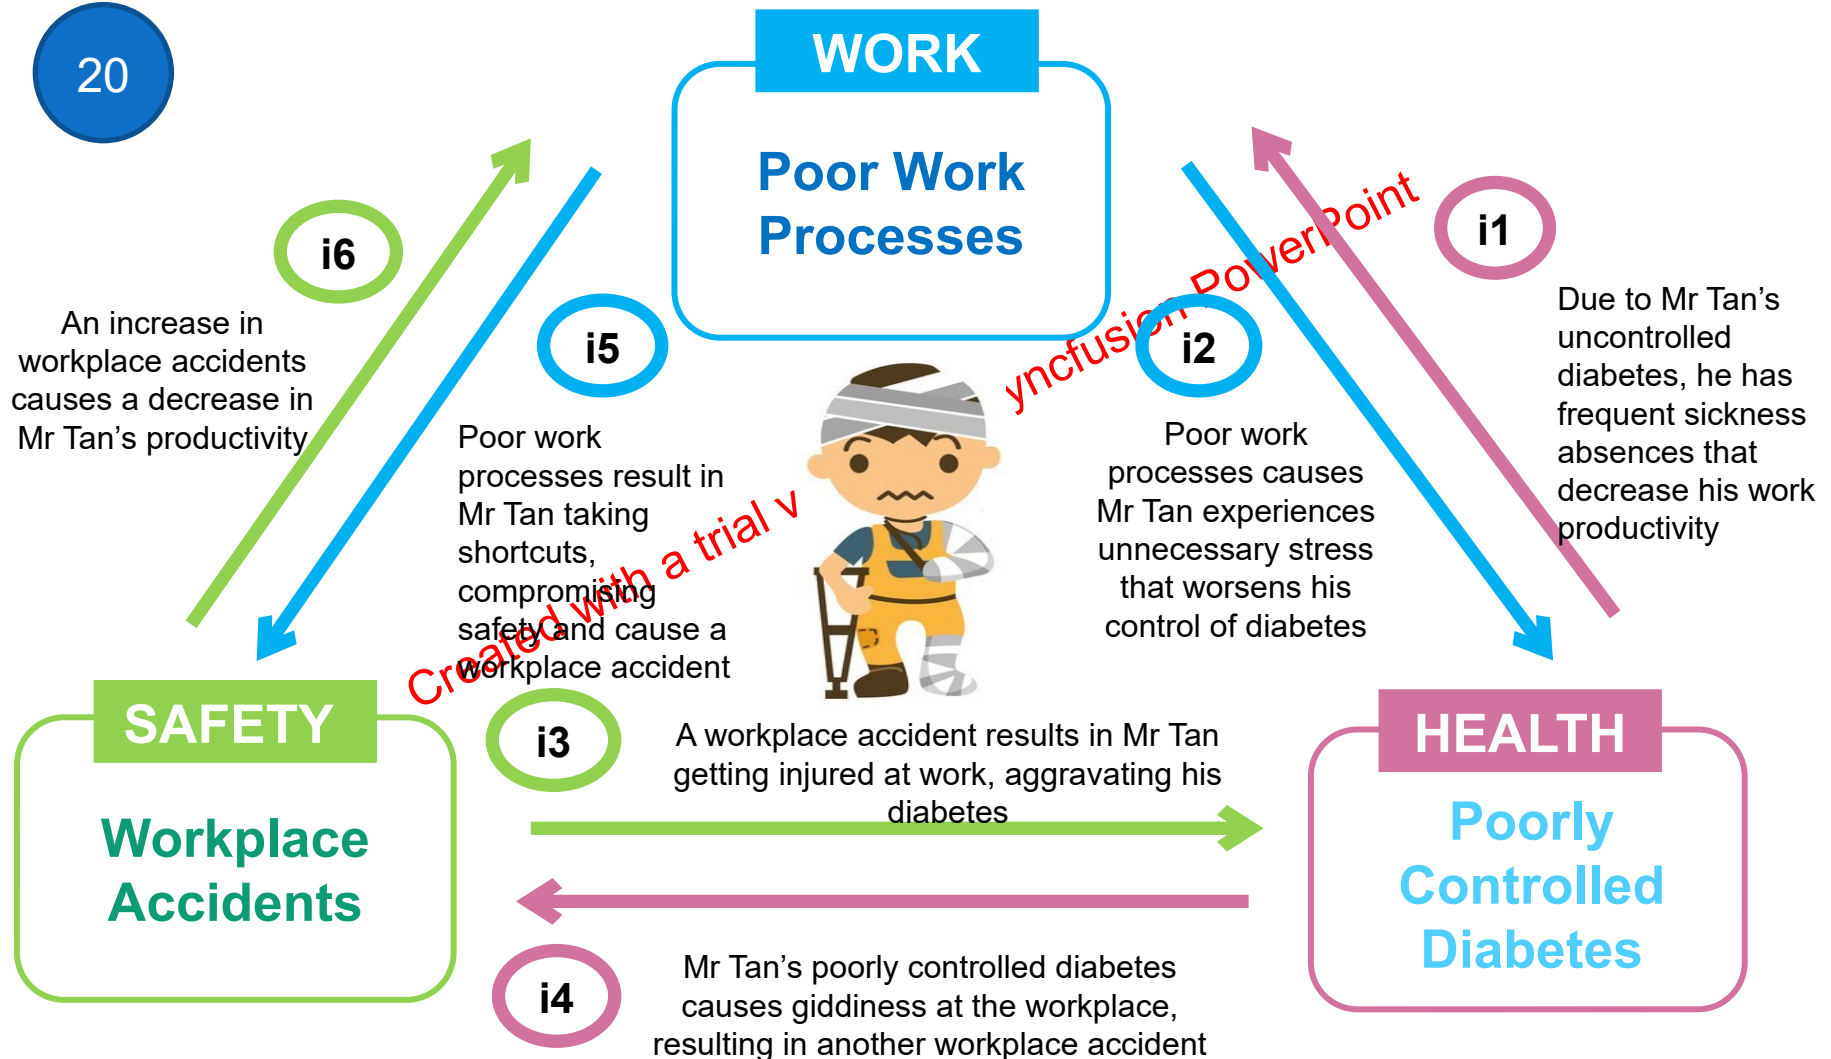 20
WORK
Poor Work
Processes
i6
An increase in
workplace accidents
causes a decrease in
Mr Tan's productivity
i5
Poor work
processes result in
Mr Tan taking
shortcuts,
compromising
safety and cause a
workplace accident
i2
Poor work
processes causes
Mr Tan experiences
unnecessary stress
that worsens his
control of diabetes
i1
Due to Mr Tan's
uncontrolled
diabetes, he has
frequent sickness
absences that
decrease his work
productivity
Created with a trial v
yncfusion PowerPoint
SAFETY
Workplace
Accidents
i3
A workplace accident results in Mr Tan
getting injured at work, aggravating his
diabetes
HEALTH
Poorly
Controlled
Diabetes
i4
Mr Tan's poorly controlled diabetes
causes giddiness at the workplace,
resulting in another workplace accident